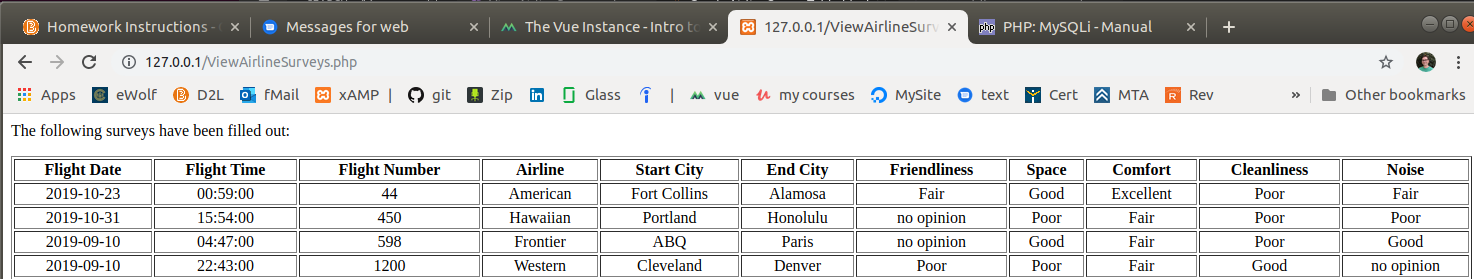 Homework Instructions - Messages for web The Vue Instance - Intro to 127.0.0.1/ViewAirlineSurv PHP: MySQLi - Manual
127.0.0.1/ViewAirlineSurveys.php
Apps eWolf D2L fMail xAMP | git Zip Glass | vue my courses MySite text Cert MTA Rev » Other bookmarks
The following surveys have been filled out:
Flight Date Flight Time Flight Number Airline Start City End City Friendliness Space Comfort Cleanliness Noise
2019-10-23 00:59:00 44 American Fort Collins Alamosa Fair Good Excellent Poor Fair
2019-10-31 15:54:00 450 Hawaiian Portland Honolulu no opinion Poor Fair Poor Poor
2019-09-10 04:47:00 598 Frontier ABQ Paris no opinion Good Fair Poor Good
2019-09-10 22:43:00 1200 Western Cleveland Denver Poor Poor Fair Good no opinion